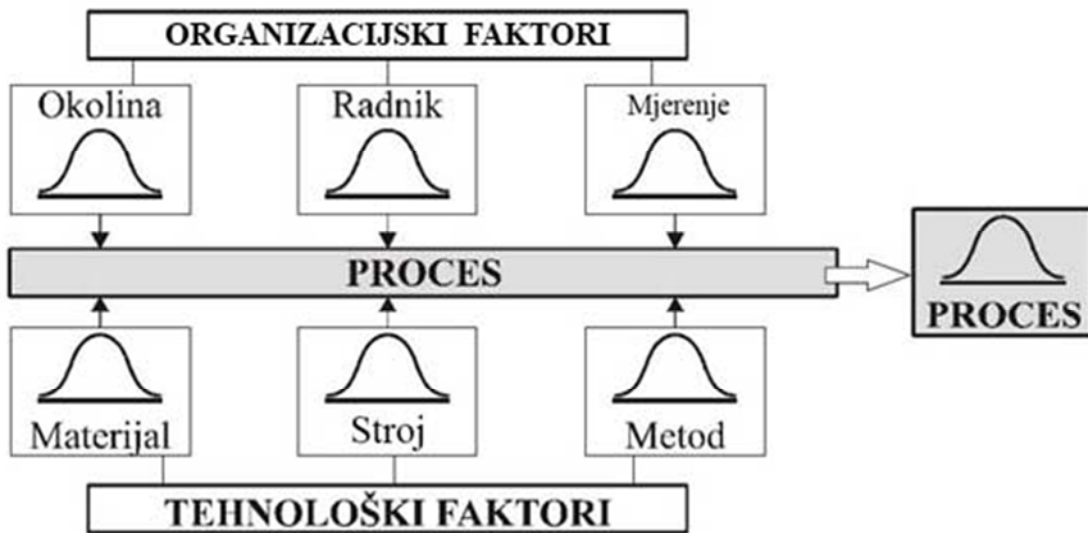 ORGANIZACIJSKI FAKTORI
Okolina
Radnik
Mjerenje
PROCES
PROCES
Materijal
Stroj
Metod
TEHNOLOŠKI FAKTORI